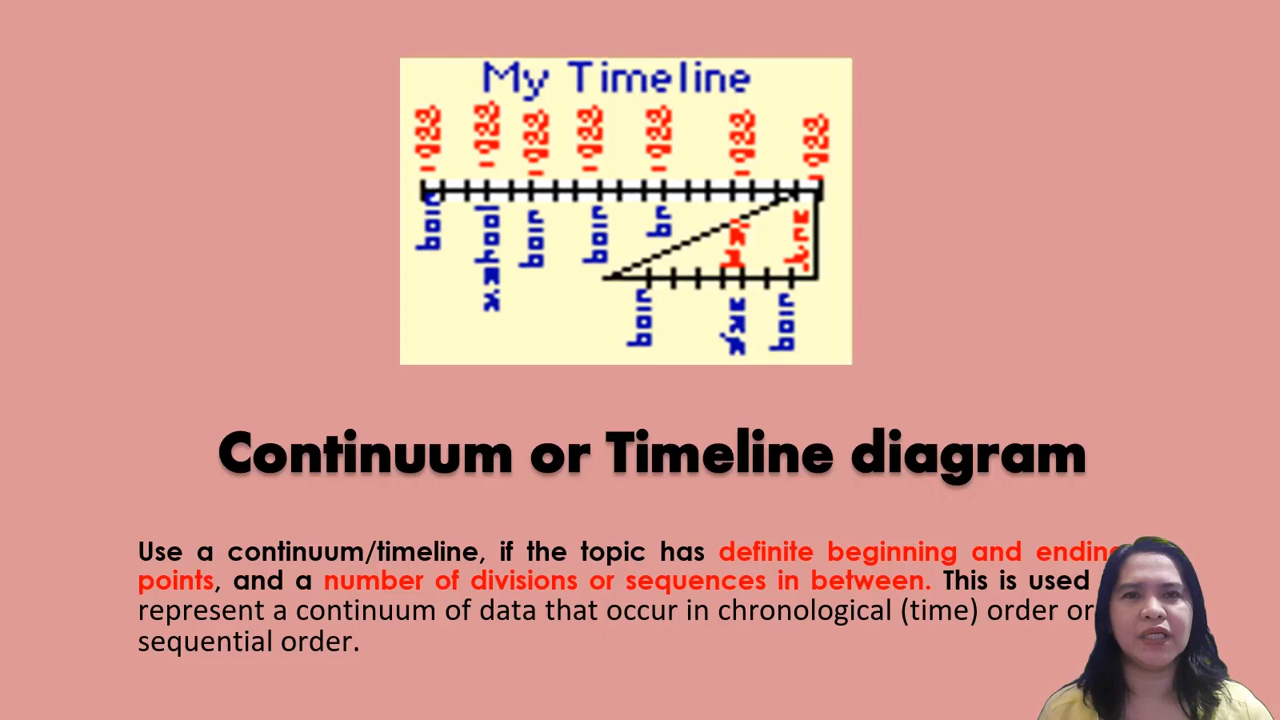 My Timeline
Continuum or Timeline diagram
Use a continuum/timeline, if the topic has definite beginning and ending
points, and a number of divisions or sequences in between. This is used
represent a continuum of data that occur in chronological (time) order or
sequential order.